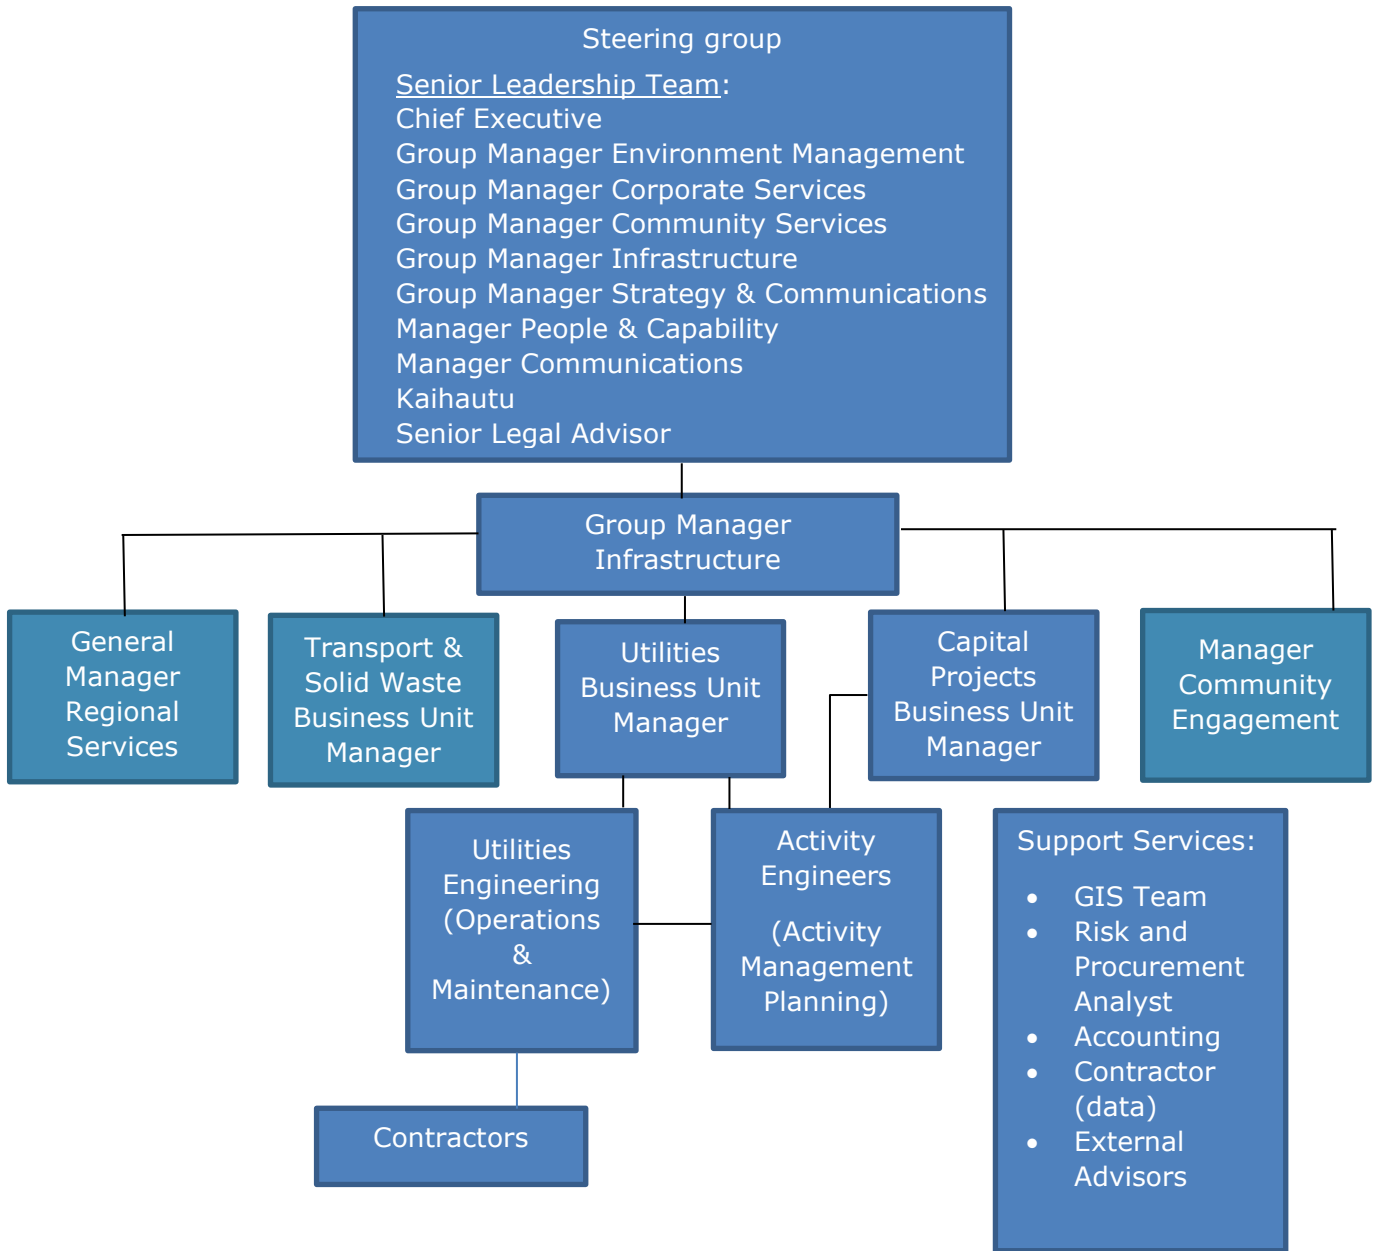 Steering group
Senior Leadership Team:
Chief Executive
Group Manager Environment Management
Group Manager Corporate Services
Group Manager Community Services
Group Manager Infrastructure
Group Manager Strategy & Communications
Manager People & Capability
Manager Communications
Kaihautu
Senior Legal Advisor
Group Manager
Infrastructure
General
Manager
Regional
Services
Transport &
Solid Waste
Business Unit
Manager
Utilities
Business Unit
Manager
Capital
Projects
Business Unit
Manager
Manager
Community
Engagement
Utilities
Engineering
(Operations
&
Maintenance)
Activity
Engineers
(Activity
Management
Planning)
Support Services:
• GIS Team
• Risk and
Procurement
Analyst
• Accounting
• Contractor
(data)
• External
Advisors
Contractors